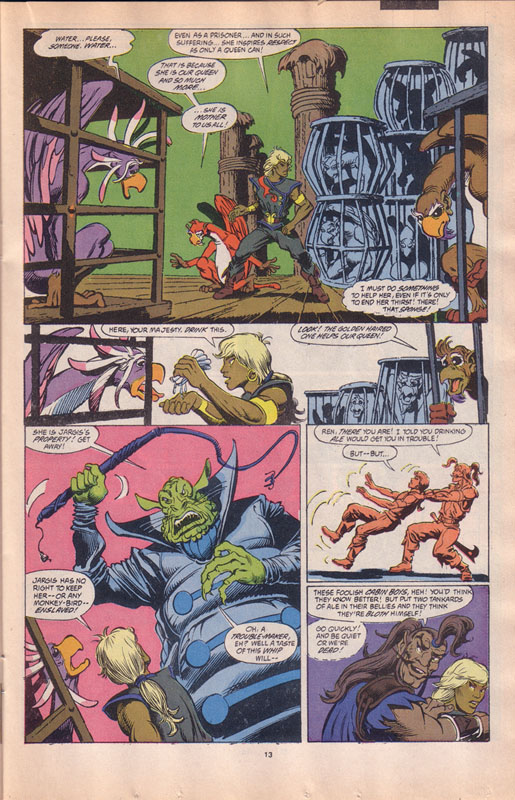 WATER... PLEASE,
SOMEONE. WATER...
EVEN AS A PRISONER... AND IN SUCH
SUFFERING... SHE INSPIRES RESPECT
AS ONLY A QUEEN CAN!
THAT IS BECAUSE
SHE IS OUR QUEEN
AND SO MUCH
MORE...
...SHE IS
MOTHER
TO US ALL!
I MUST DO SOMETHING
TO HELP HER, EVEN IF IT'S ONLY
TO END HER THIRST! THERE!
THAT SPONGE!
HERE, YOUR MAJESTY. DRINK THIS.
LOOK! THE GOLDEN HAIRED
ONE HELPS OUR QUEEN!
SHE IS JARGIS'S
PROPERTY! GET
AWAY!
JARGIS HAS NO
RIGHT TO KEEP
HER--OR ANY
MONKEY-BIRD--
ENSLAVED!
OH, A
TROUBLE-MAKER,
EH? WELL A TASTE
OF THIS WHIP
WILL--
REN, THERE YOU ARE! I TOLD YOU DRINKING
ALE WOULD GET YOU IN TROUBLE!
BUT--BUT...
THESE FOOLISH CABIN BOYS, HEH! YOU'D THINK
THEY KNOW BETTER! BUT PUT TWO TANKARDS
OF ALE IN THEIR BELLIES AND THEY THINK
THEY'RE BLOTH HIMSELF!
GO QUICKLY!
AND BE QUIET
OR WE'RE
DEAD!
13